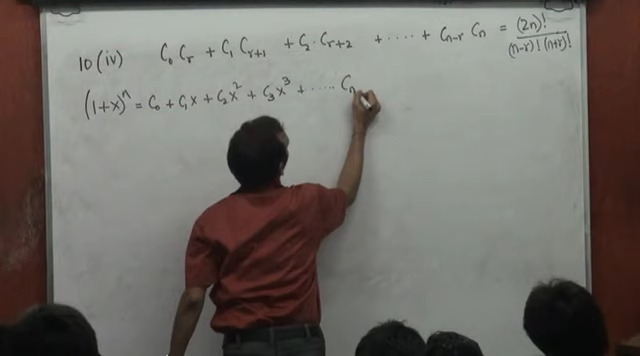 10 (iv) C₀ Cᵣ + C₁ Cᵣ₊₁ + C₂ · Cᵣ₊₂ + ..... + Cₙ₋ᵣ Cₙ = (2n)! / (n-r)! (n+r)!
(1+x)ⁿ = C₀ + C₁x + C₂x² + C₃x³ + ..... Cₙ